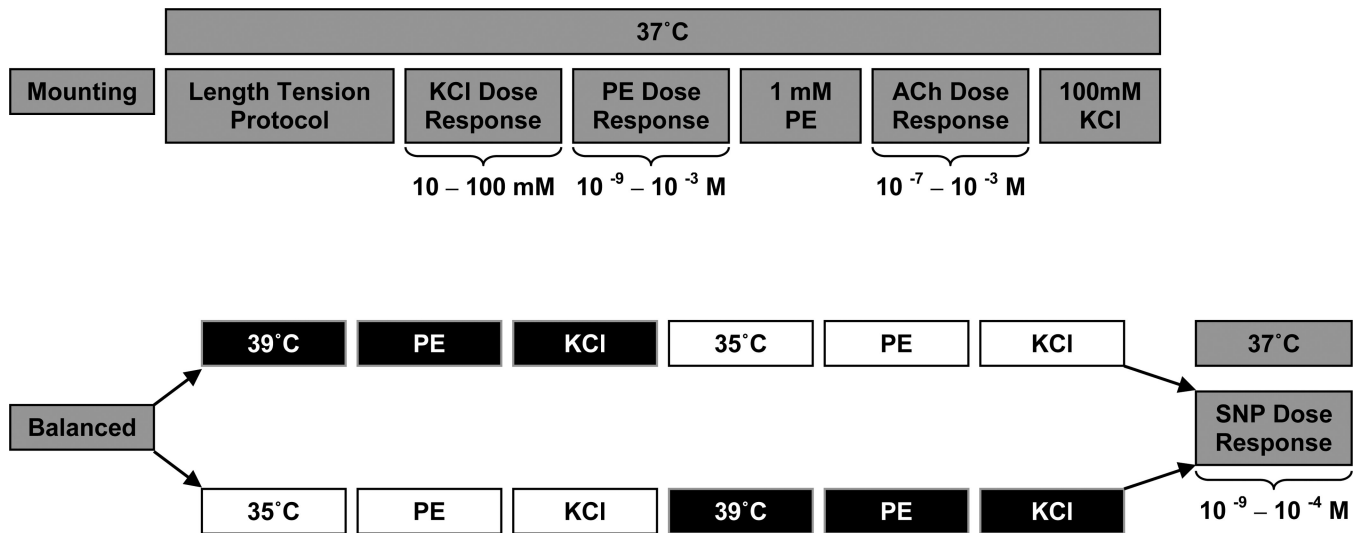 37˚C
Mounting
Length Tension
Protocol
KCl Dose
Response
PE Dose
Response
1 mM
PE
ACh Dose
Response
100mM
KCl
10 – 100 mM
10 -9 – 10 -3 M
10 -7 – 10 -3 M
39˚C
PE
KCl
35˚C
PE
KCl
37˚C
Balanced
SNP Dose
Response
35˚C
PE
KCl
39˚C
PE
KCl
10 -9 – 10 -4 M